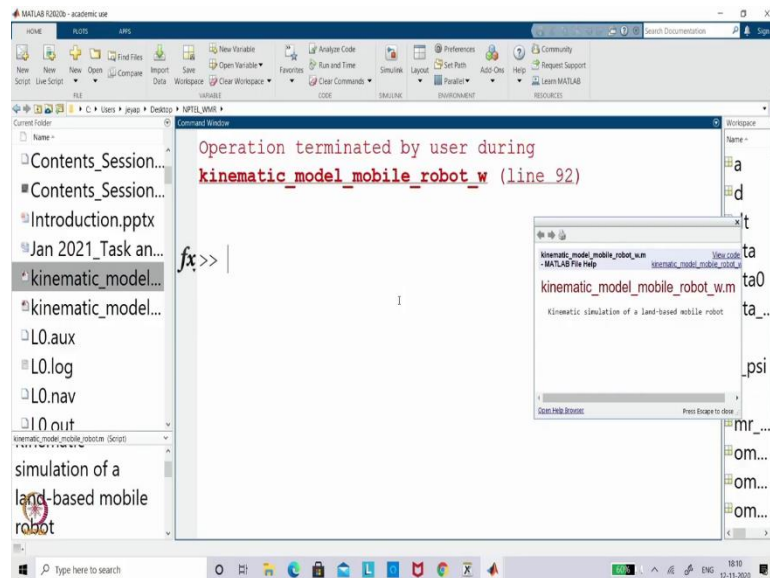 MATLAB R2020b - academic use
HOME PLOTS APPS Search Documentation Sign
New Script
New Live Script
New
Open
Find Files
Compare
Import Data
Save Workspace
New Variable
Open Variable
Clear Workspace
Favorites
Analyze Code
Run and Time
Clear Commands
Simulink
Layout
Preferences
Set Path
Parallel
Add-Ons
Help
Community
Request Support
Learn MATLAB
FILE VARIABLE CODE SIMULINK ENVIRONMENT RESOURCES
C: Users jeyap Desktop NPTEL_WMR
Current Folder
Name
Contents_Session...
Contents_Session...
Introduction.pptx
Jan 2021_Task an...
kinematic_model...
kinematic_model...
L0.aux
L0.log
L0.nav
L0.out
kinematic_model_mobile_robot.m (Script)
simulation of a
land-based mobile
robot
Command Window
Operation terminated by user during
kinematic_model_mobile_robot_w (line 92)
fx >>
kinematic_model_mobile_robot_w.m View code
- MATLAB File Help kinematic_model_mobile_robot_w
kinematic_model_mobile_robot_w.m
Kinematic simulation of a land-based mobile robot
Open Help Browser Press Escape to close
Workspace
Name
a
d
t
ta
ta0
ta_...
_psi
mr_...
om...
om...
om...
Type here to search
60%
ENG
18:10
12-13-2020